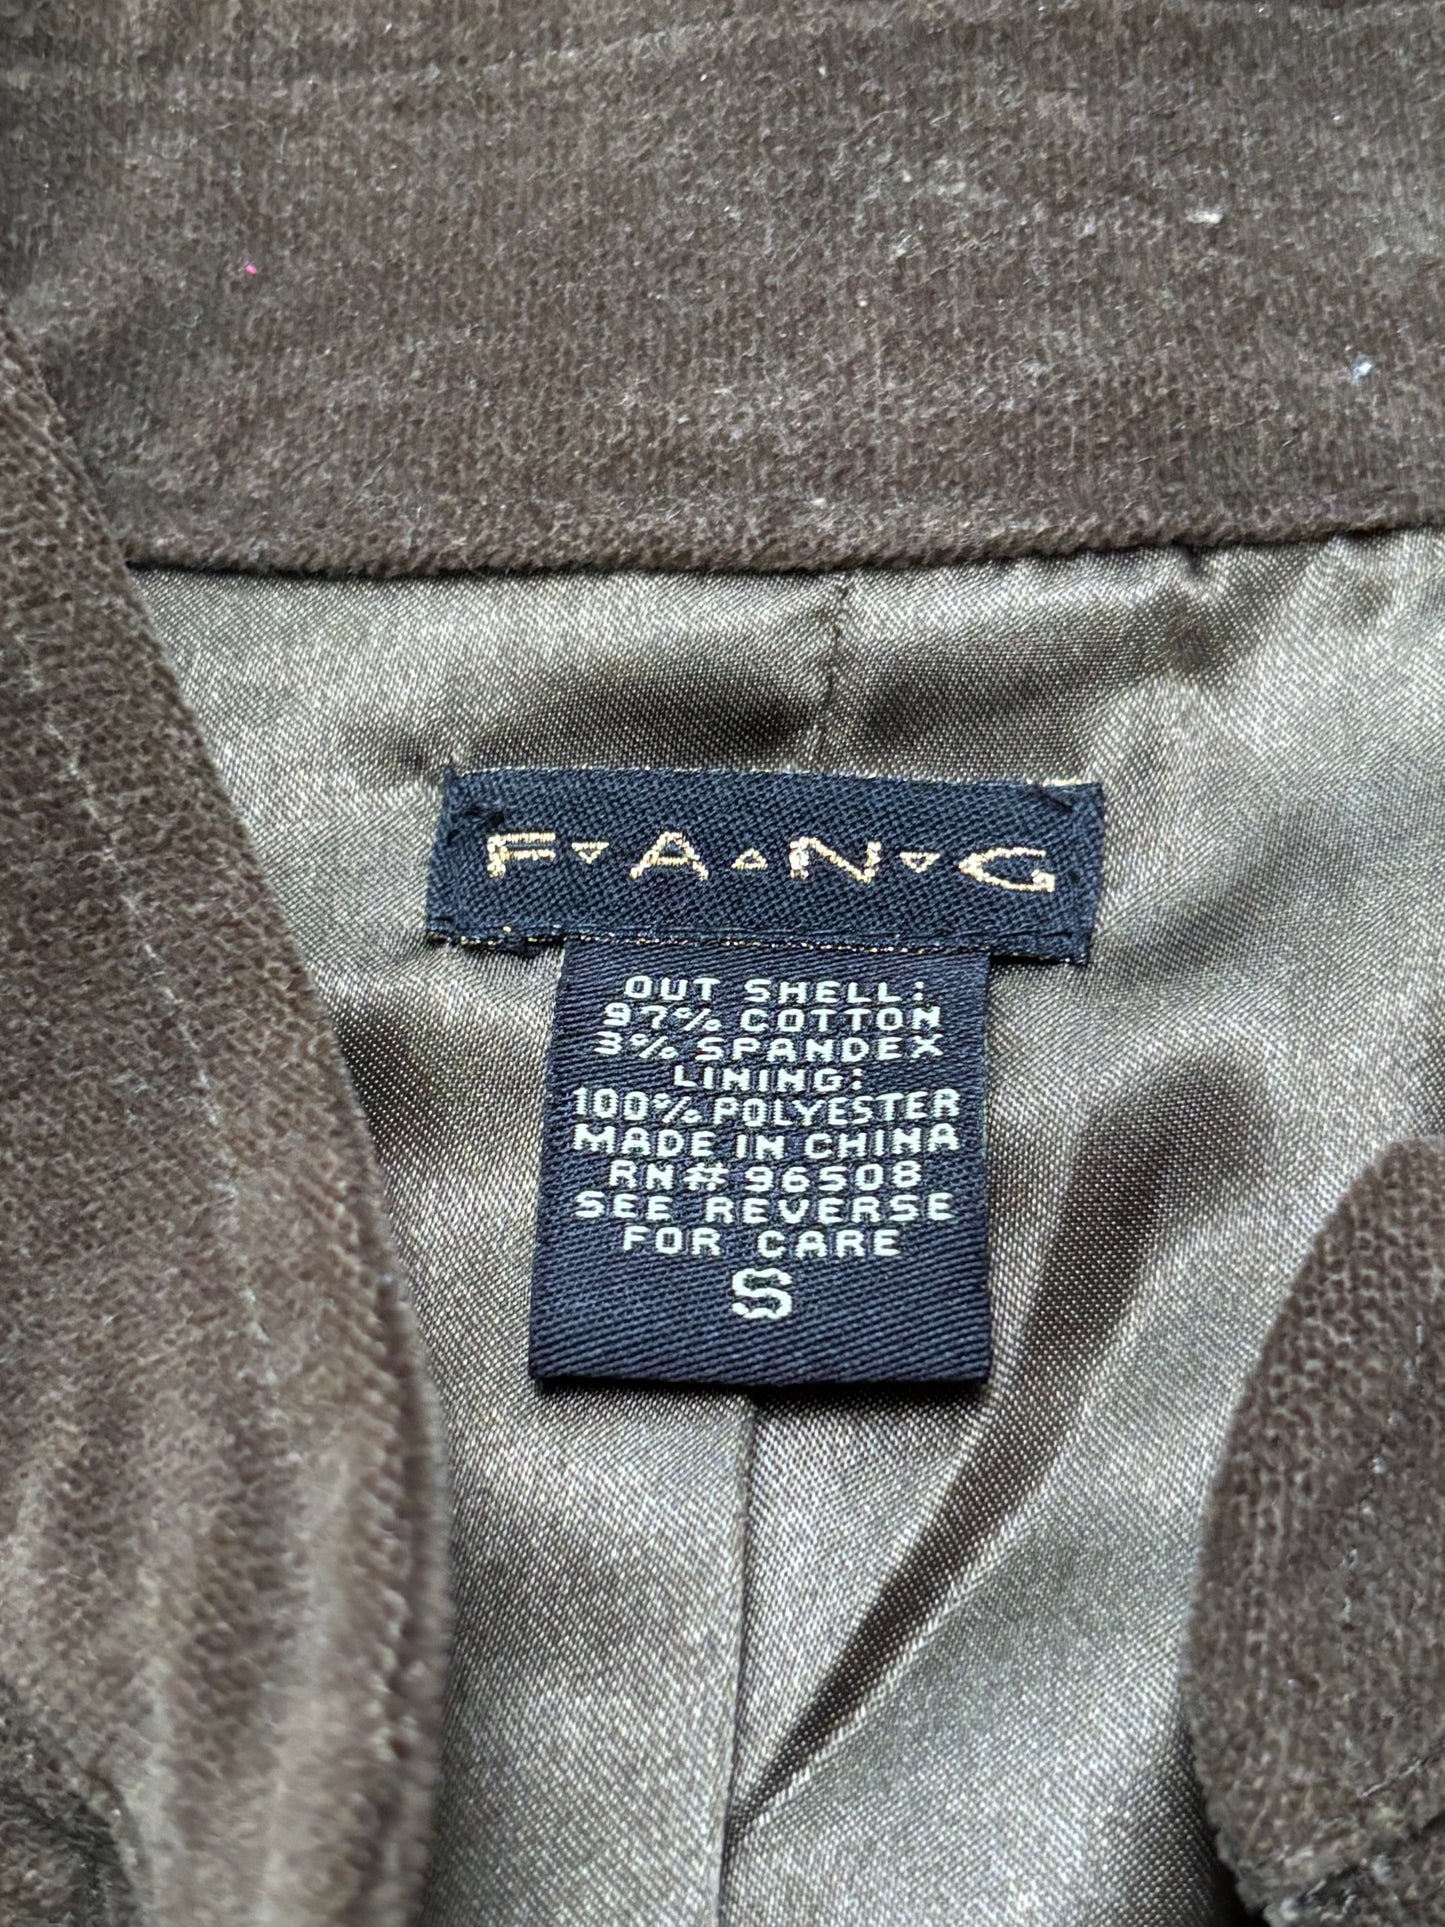 F▿A▵N▿G
OUT SHELL:
97% COTTON
3% SPANDEX
LINING:
100% POLYESTER
MADE IN CHINA
RN# 96508
SEE REVERSE
FOR CARE
S